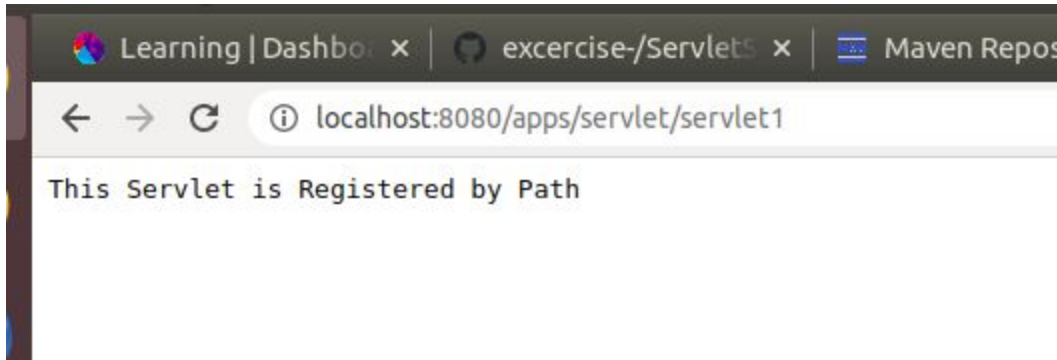 Learning | Dashbo excercise-/Servlet Maven Repos
localhost:8080/apps/servlet/servlet1
This Servlet is Registered by Path